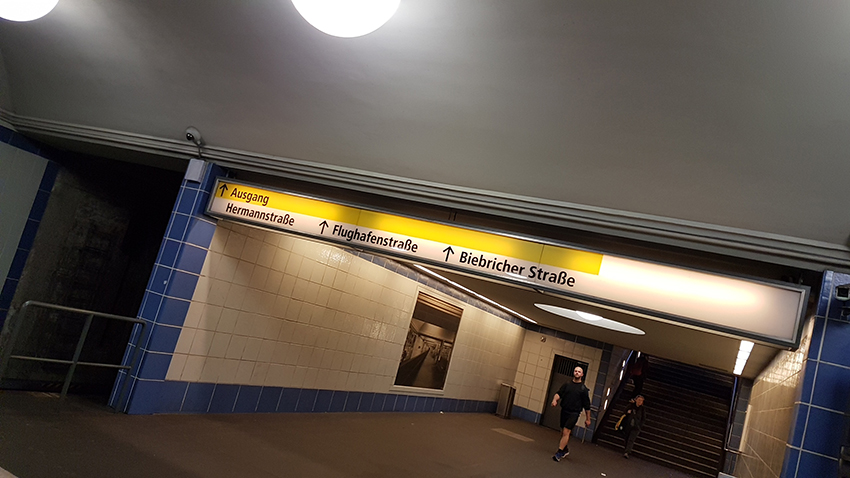 ↑ Ausgang
Hermannstraße
↑ Flughafenstraße
↑ Biebricher Straße